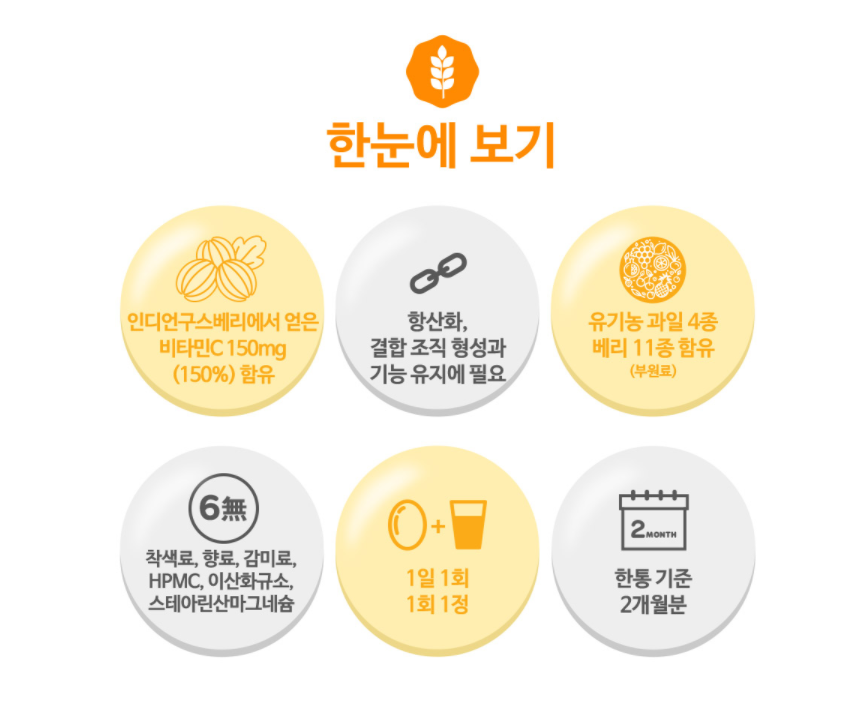 한눈에 보기
인디언구스베리에서 얻은
비타민C 150mg
(150%) 함유
항산화,
결합 조직 형성과
기능 유지에 필요
유기농 과일 4종
베리 11종 함유
(부원료)
6無
착색료, 향료, 감미료,
HPMC, 이산화규소,
스테아린산마그네슘
+
1일 1회
1회 1정
2 MONTH
한통 기준
2개월분